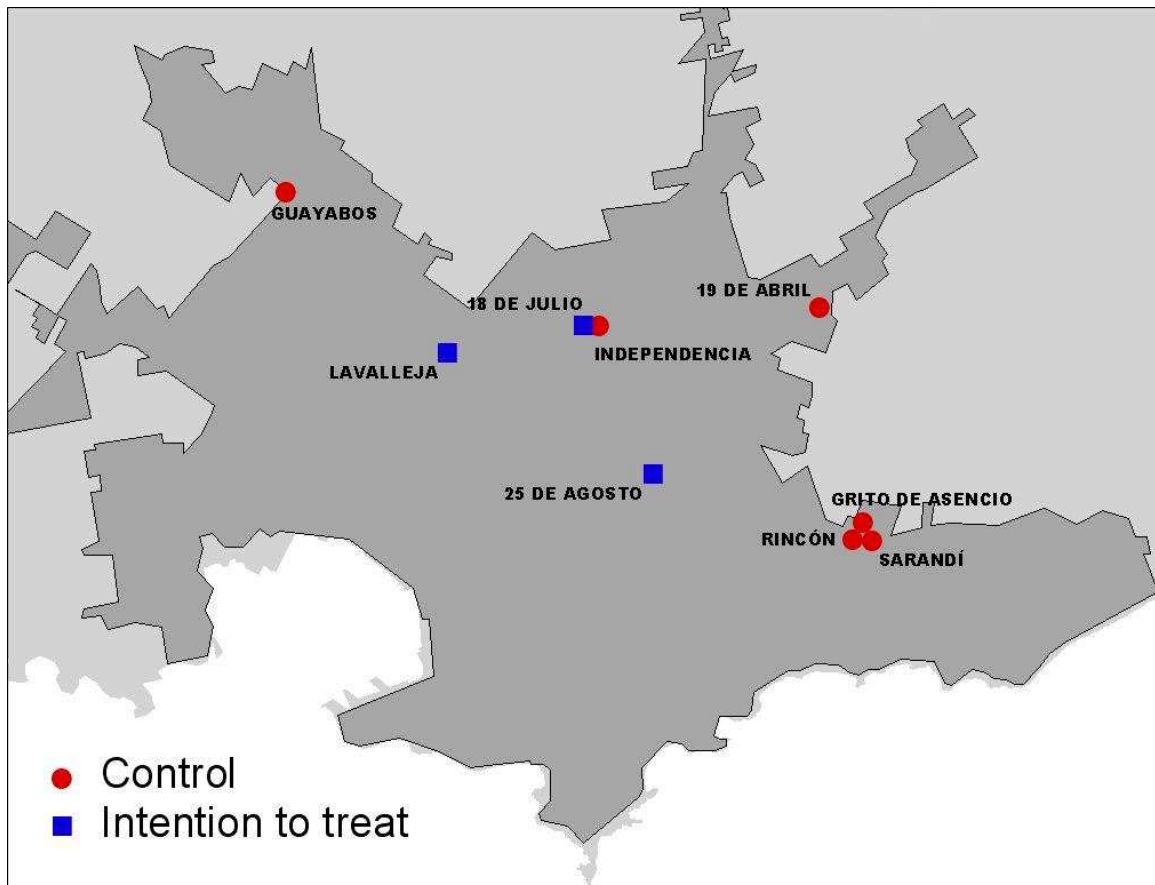 GUAYABOS
19 DE ABRIL
18 DE JULIO
INDEPENDENCIA
LAVALLEJA
25 DE AGOSTO
GRITO DE ASENCIO
RINCÓN
SARANDÍ
Control
Intention to treat